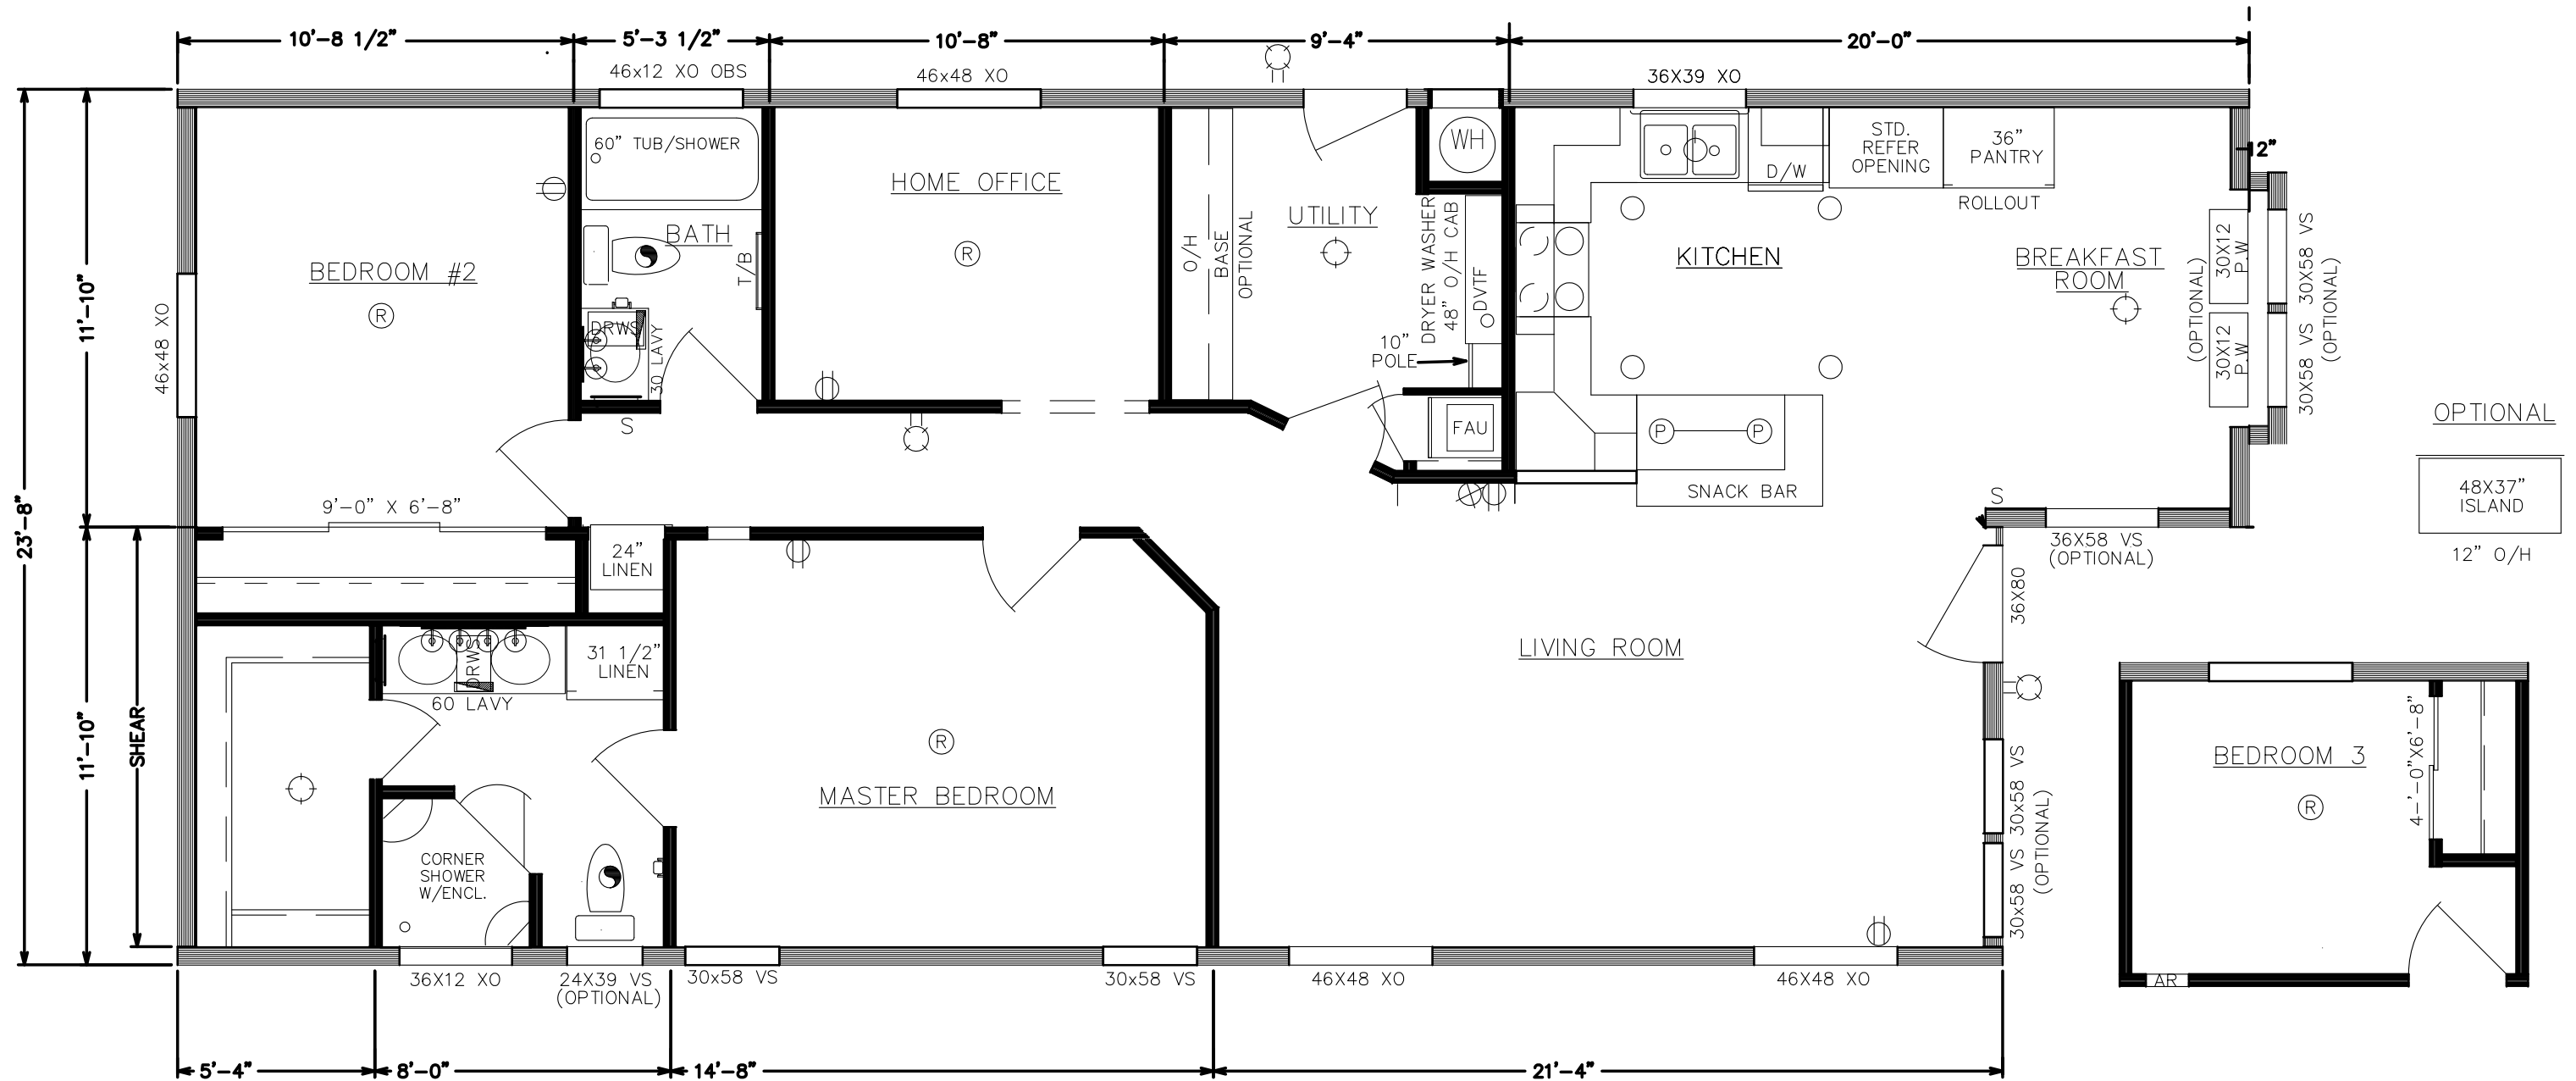 10'-8 1/2"
5'-3 1/2"
10'-8"
9'-4"
20'-0"
46x12 XO OBS
46x48 XO
36X39 XO
60" TUB/SHOWER
WH
D/W
STD.
REFER
OPENING
36"
PANTRY
ROLLOUT
12"
HOME OFFICE
R
BATH
T/B
UTILITY
O/H
BASE
OPTIONAL
DRYER WASHER
48" O/H CAB
DVTF
KITCHEN
BREAKFAST
ROOM
(OPTIONAL)
30X12
P.W
30X12
P.W
30X58 VS 30X58 VS
(OPTIONAL)
BEDROOM #2
R
46x48 XO
11'-10"
23'-8"
DRWS
30 LAVY
S
10"
POLE
FAU
P
P
SNACK BAR
OPTIONAL
48X37"
ISLAND
12" O/H
S
36X58 VS
(OPTIONAL)
9'-0" X 6'-8"
24"
LINEN
36X80
LIVING ROOM
31 1/2"
LINEN
DRWS
60 LAVY
11'-10"
SHEAR
R
MASTER BEDROOM
CORNER
SHOWER
W/ENCL.
30x58 VS 30x58 VS
(OPTIONAL)
BEDROOM 3
R
4-'-0"X6'-8"
AR
36X12 XO
24X39 VS
(OPTIONAL)
30x58 VS
30x58 VS
46X48 XO
46X48 XO
5'-4"
8'-0"
14'-8"
21'-4"